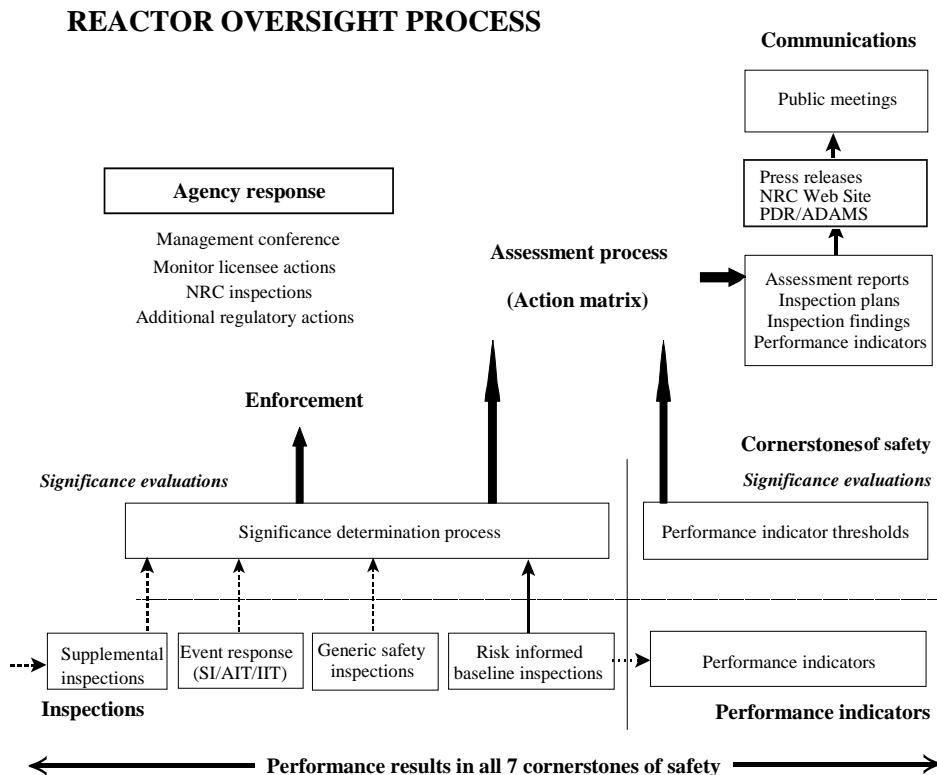 REACTOR OVERSIGHT PROCESS
Communications
Public meetings
Press releases
NRC Web Site
PDR/ADAMS
Agency response
Management conference
Monitor licensee actions
NRC inspections
Additional regulatory actions
Assessment process
(Action matrix)
Assessment reports
Inspection plans
Inspection findings
Performance indicators
Enforcement
Cornerstones of safety
Significance evaluations
Significance evaluations
Significance determination process
Performance indicator thresholds
Supplemental
inspections
Event response
(SI/AIT/IIT)
Generic safety
inspections
Risk informed
baseline inspections
Performance indicators
Inspections
Performance indicators
Performance results in all 7 cornerstones of safety